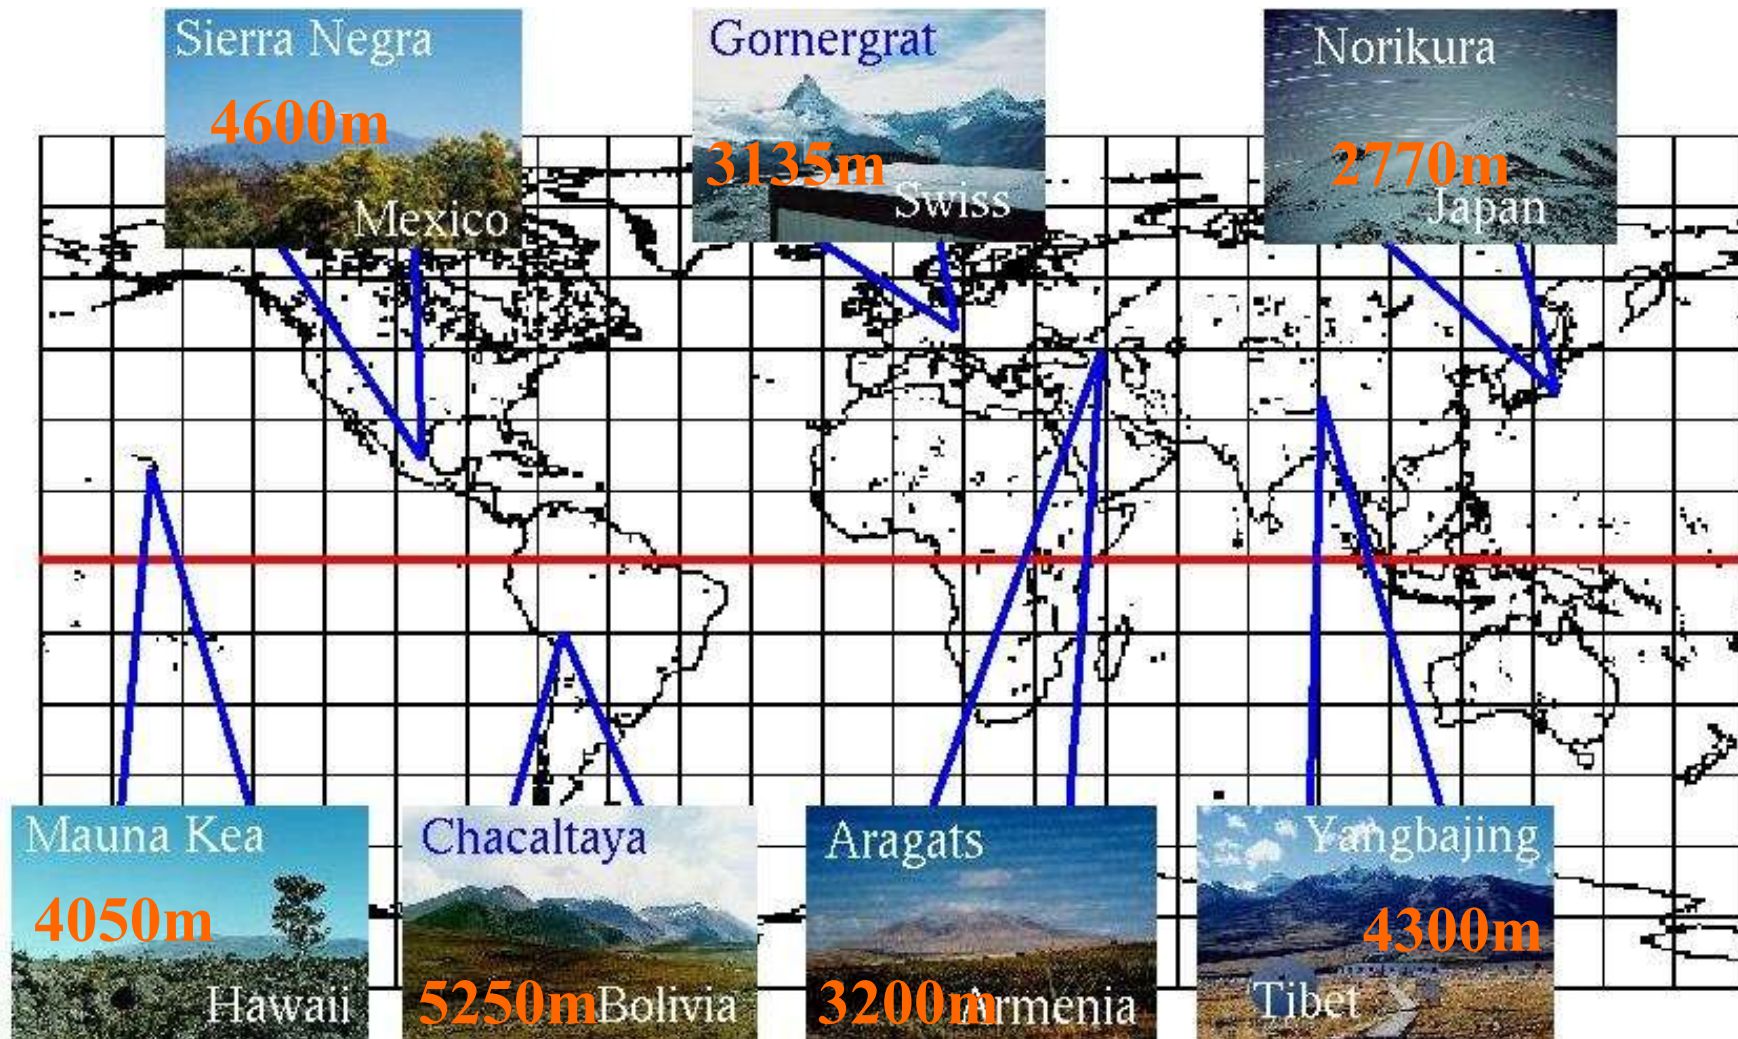 Sierra Negra
4600m
Mexico
Gornergrat
3135m
Swiss
Norikura
2770m
Japan
Mauna Kea
4050m
Hawaii
Chacaltaya
5250m Bolivia
Aragats
3200m Armenia
Yangbajing
4300m
Tibet